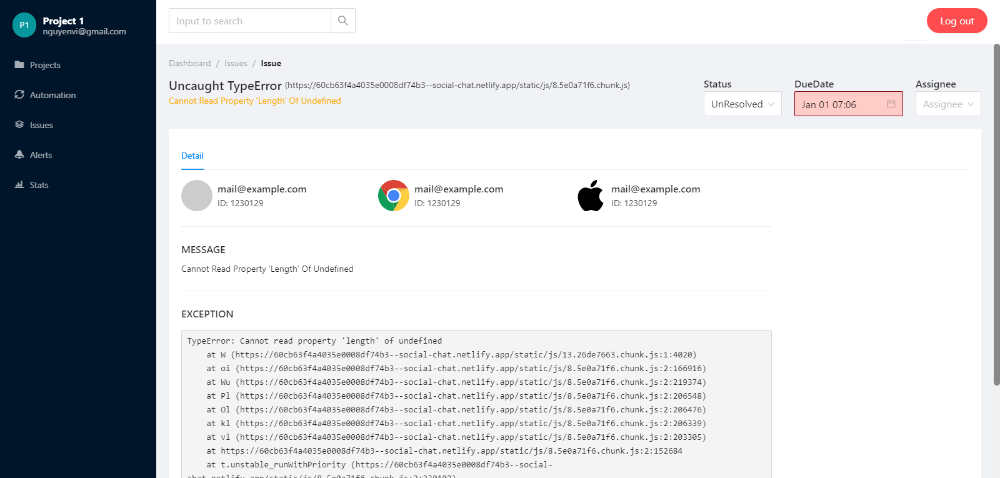 P1
Project 1
nguyenvi@gmail.com
Projects
Automation
Issues
Alerts
Stats
Input to search
Log out
Dashboard / Issues / Issue
Uncaught TypeError (https://60cb63f4a4035e0008df74b3--social-chat.netlify.app/static/js/8.5e0a71f6.chunk.js)
Cannot Read Property 'Length' Of Undefined
Status
UnResolved
DueDate
Jan 01 07:06
Assignee
Assignee
Detail
mail@example.com
ID: 1230129
mail@example.com
ID: 1230129
mail@example.com
ID: 1230129
MESSAGE
Cannot Read Property 'Length' Of Undefined
EXCEPTION
TypeError: Cannot read property 'length' of undefined
at W (https://60cb63f4a4035e0008df74b3--social-chat.netlify.app/static/js/13.26de7663.chunk.js:1:4020)
at oi (https://60cb63f4a4035e0008df74b3--social-chat.netlify.app/static/js/8.5e0a71f6.chunk.js:2:166916)
at Wu (https://60cb63f4a4035e0008df74b3--social-chat.netlify.app/static/js/8.5e0a71f6.chunk.js:2:219374)
at Pl (https://60cb63f4a4035e0008df74b3--social-chat.netlify.app/static/js/8.5e0a71f6.chunk.js:2:206548)
at Ol (https://60cb63f4a4035e0008df74b3--social-chat.netlify.app/static/js/8.5e0a71f6.chunk.js:2:206476)
at kl (https://60cb63f4a4035e0008df74b3--social-chat.netlify.app/static/js/8.5e0a71f6.chunk.js:2:206339)
at vl (https://60cb63f4a4035e0008df74b3--social-chat.netlify.app/static/js/8.5e0a71f6.chunk.js:2:203305)
at https://60cb63f4a4035e0008df74b3--social-chat.netlify.app/static/js/8.5e0a71f6.chunk.js:2:152684
at t.unstable_runWithPriority (https://60cb63f4a4035e0008df74b3--social-
chat.netlify.app/static/js/8.5e0a71f6.chunk.js:2:230102)